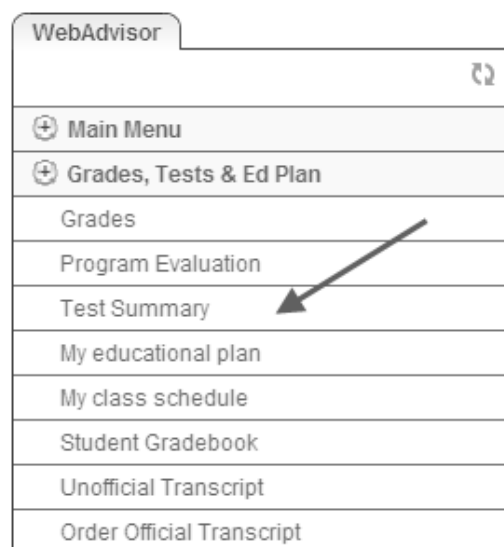 WebAdvisor
Main Menu
Grades, Tests & Ed Plan
Grades
Program Evaluation
Test Summary
My educational plan
My class schedule
Student Gradebook
Unofficial Transcript
Order Official Transcript